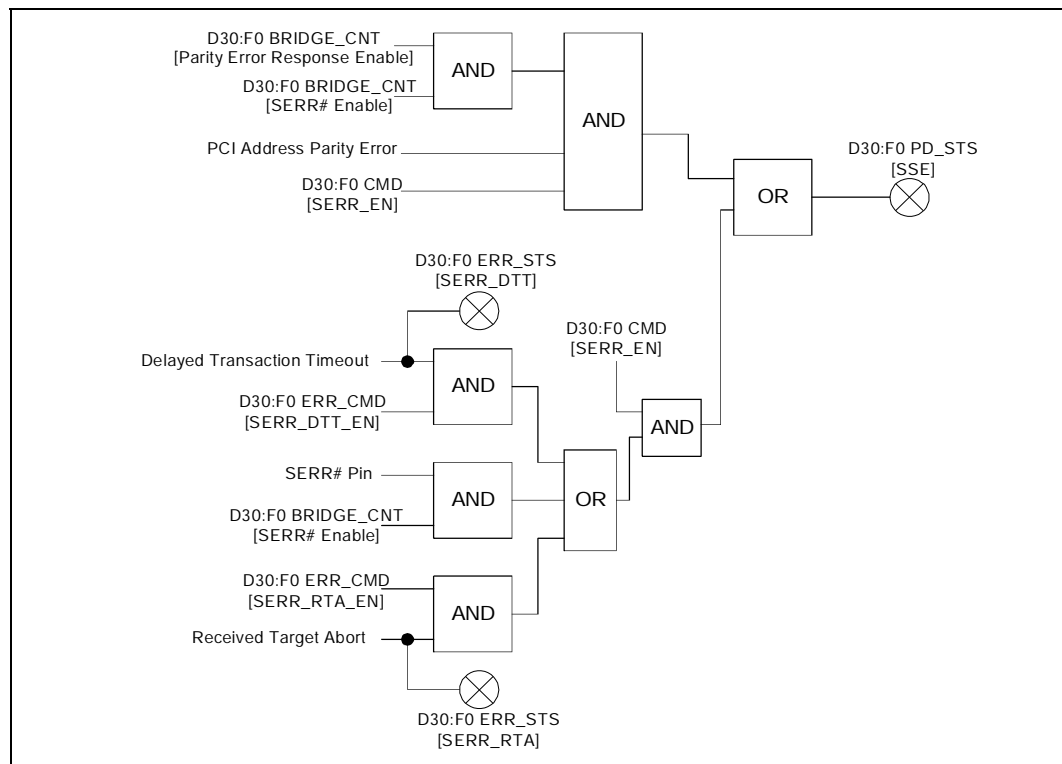 D30:F0 BRIDGE_CNT
[Parity Error Response Enable]
AND
D30:F0 BRIDGE_CNT
[SERR# Enable]
AND
PCI Address Parity Error
D30:F0 CMD
[SERR_EN]
OR
D30:F0 PD_STS
[SSE]
D30:F0 ERR_STS
[SERR_DTT]
Delayed Transaction Timeout
AND
D30:F0 ERR_CMD
[SERR_DTT_EN]
D30:F0 CMD
[SERR_EN]
AND
SERR# Pin
AND
D30:F0 BRIDGE_CNT
[SERR# Enable]
OR
D30:F0 ERR_CMD
[SERR_RTA_EN]
AND
Received Target Abort
D30:F0 ERR_STS
[SERR_RTA]